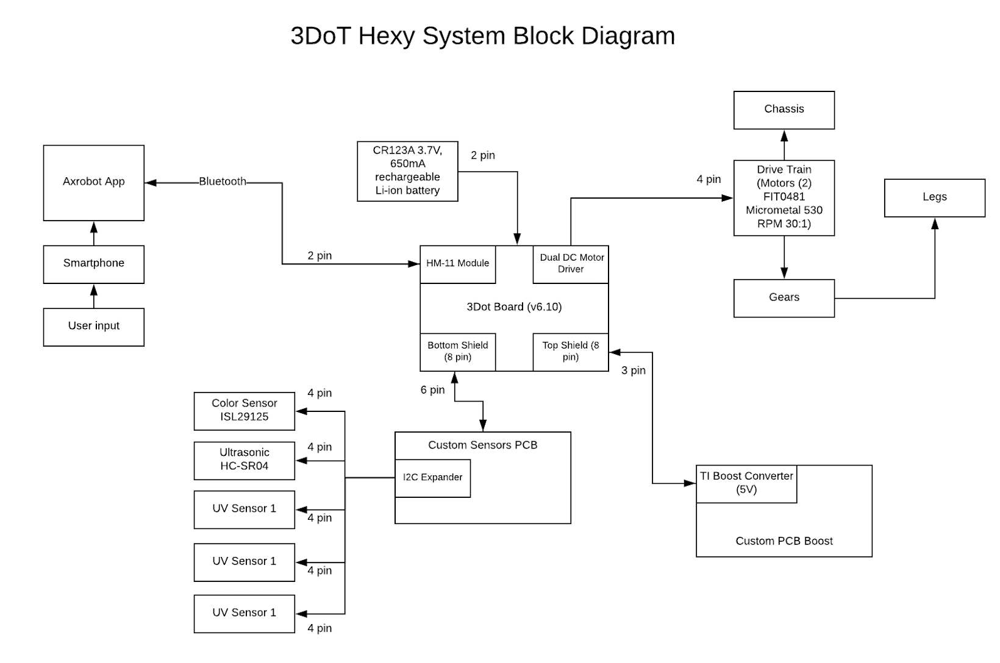 3DoT Hexy System Block Diagram
Chassis
Axrobot App
Bluetooth
CR123A 3.7V,
650mA
rechargeable
Li-ion battery
2 pin
4 pin
Drive Train
(Motors (2)
FIT0481
Micrometal 530
RPM 30:1)
Legs
Smartphone
2 pin
HM-11 Module
Dual DC Motor
Driver
Gears
3Dot Board (v6.10)
User input
Bottom Shield
(8 pin)
Top Shield (8
pin)
3 pin
6 pin
4 pin
Color Sensor
ISL29125
4 pin
Ultrasonic
HC-SR04
Custom Sensors PCB
I2C Expander
UV Sensor 1
4 pin
TI Boost Converter
(5V)
Custom PCB Boost
UV Sensor 1
4 pin
UV Sensor 1
4 pin